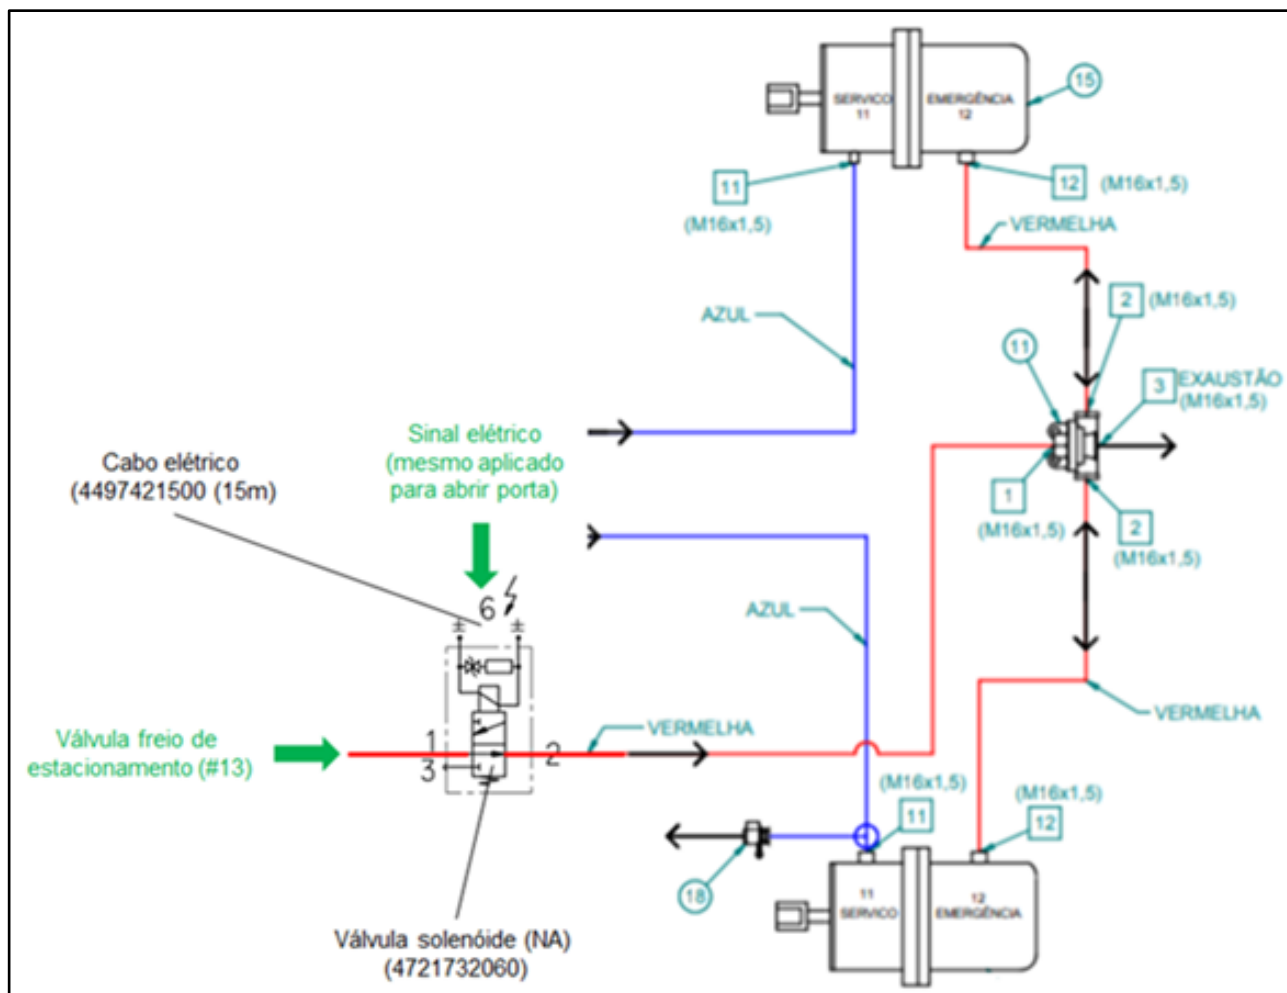 SERVICO
11
EMERGÊNCIA
12
15
11
(M16x1,5)
12
(M16x1,5)
VERMELHA
2
(M16x1,5)
AZUL
11
3
EXAUSTÃO
(M16x1,5)
Sinal elétrico
(mesmo aplicado
para abrir porta)
Cabo elétrico
(4497421500 (15m)
1
(M16x1,5)
2
(M16x1,5)
6
AZUL
VERMELHA
VERMELHA
Válvula freio de
estacionamento (#13)
1
2
3
(M16x1,5)
11
(M16x1,5)
12
18
11
SERVICO
12
EMERGÊNCIA
Válvula solenóide (NA)
(4721732060)